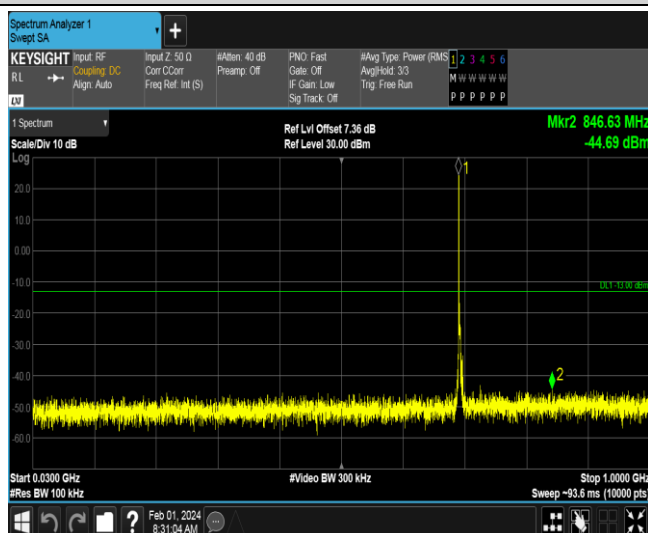 Spectrum Analyzer 1
Swept SA
+
KEYSIGHT
RL
LXI
Input: RF
Coupling: DC
Align: Auto
Input Z: 50 Ω
Corr CCorr
Freq Ref: Int (S)
#Atten: 40 dB
Preamp: Off
PNO: Fast
Gate: Off
IF Gain: Low
Sig Track: Off
#Avg Type: Power (RMS
Avg|Hold: 3/3
Trig: Free Run
1 2 3 4 5 6
M W W W W W
P P P P P P
1 Spectrum
Scale/Div 10 dB
Log
Ref Lvl Offset 7.36 dB
Ref Level 30.00 dBm
Mkr2 846.63 MHz
-44.69 dBm
1
20.0
10.0
0.00
-10.0
DL1 -13.00 dBm
-20.0
-30.0
-40.0
2
-50.0
-60.0
Start 0.0300 GHz
#Res BW 100 kHz
#Video BW 300 kHz
Stop 1.0000 GHz
Sweep ~93.6 ms (10000 pts)
?
Feb 01, 2024
8:31:04 AM